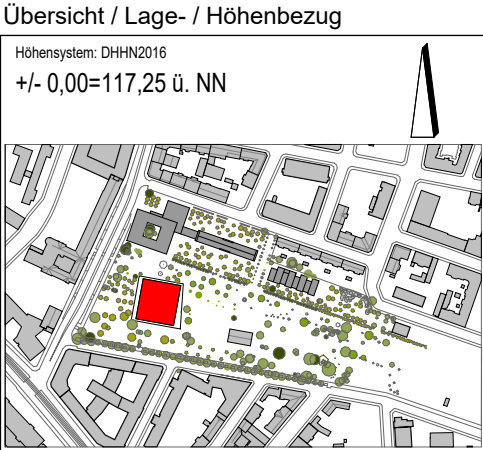 Übersicht / Lage- / Höhenbezug
Höhensystem: DHHN2016
+/- 0,00=117,25 ü. NN